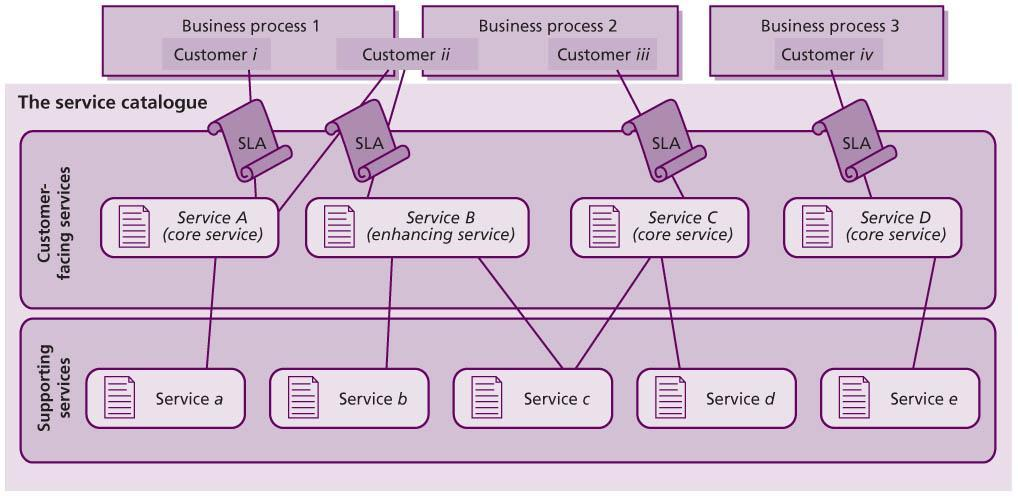 Business process 1
Business process 2
Business process 3
Customer i
Customer ii
Customer iii
Customer iv
The service catalogue
SLA
SLA
SLA
SLA
Customer-
facing services
Service A
(core service)
Service B
(enhancing service)
Service C
(core service)
Service D
(core service)
Supporting
services
Service a
Service b
Service c
Service d
Service e